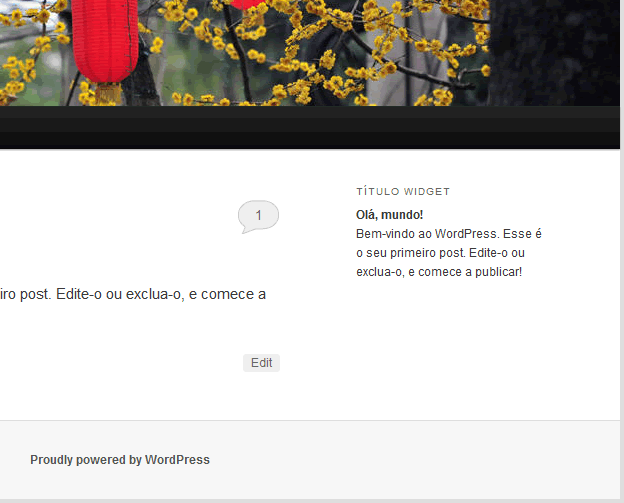 1
iro post. Edite-o ou exclua-o, e comece a
Edit
TÍTULO WIDGET
Olá, mundo!
Bem-vindo ao WordPress. Esse é
o seu primeiro post. Edite-o ou
exclua-o, e comece a publicar!
Proudly powered by WordPress